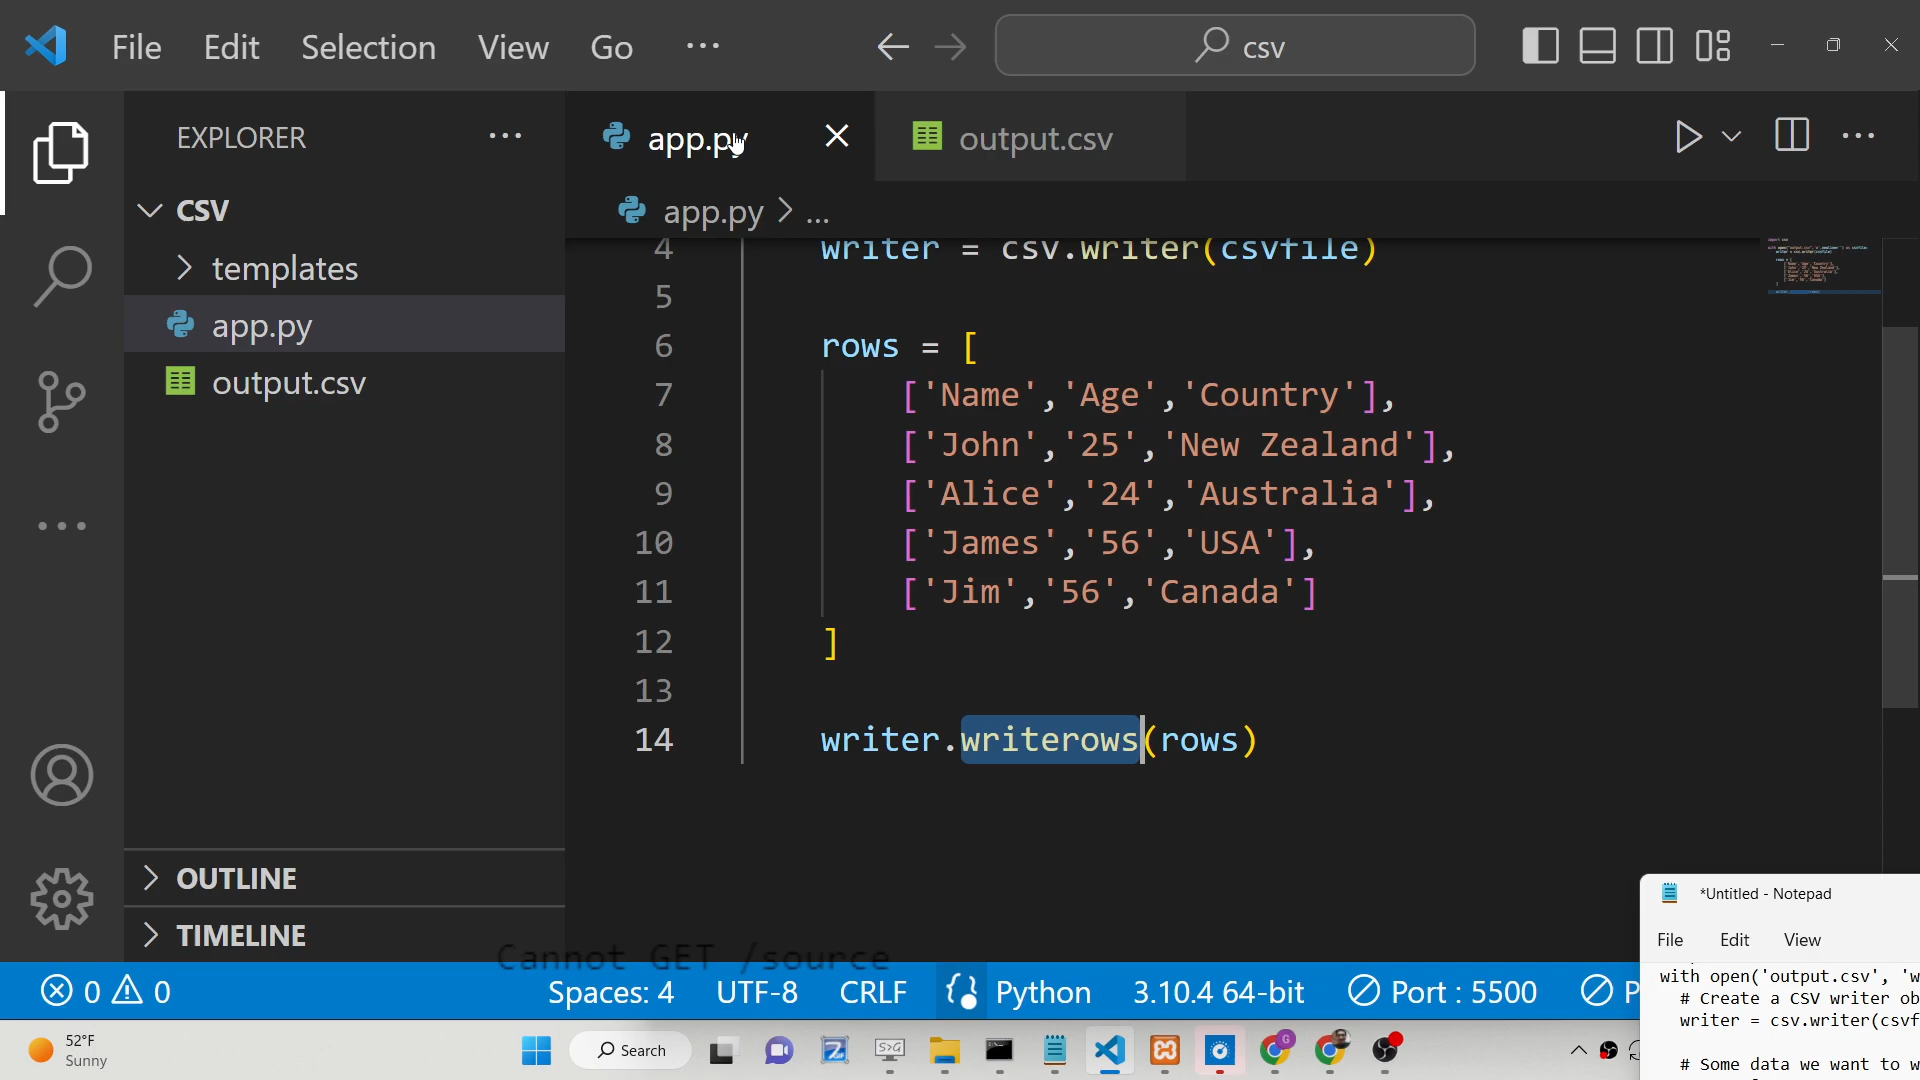 File Edit Selection View Go ...
csv
EXPLORER
app.py
output.csv
app.py > ...
CSV
templates
app.py
output.csv
4 writer = csv.writer(csvfile)
5
6 rows = [
7 ['Name','Age','Country'],
8 ['John','25','New Zealand'],
9 ['Alice','24','Australia'],
10 ['James','56','USA'],
11 ['Jim','56','Canada']
12 ]
13
14 writer.writerows(rows)
OUTLINE
TIMELINE
Cannot GET /source
0 0 Spaces: 4 UTF-8 CRLF Python 3.10.4 64-bit Port : 5500 P
*Untitled - Notepad
File Edit View
with open('output.csv', 'w
# Create a CSV writer ob
writer = csv.writer(csvf
# Some data we want to w
52°F
Sunny
Search